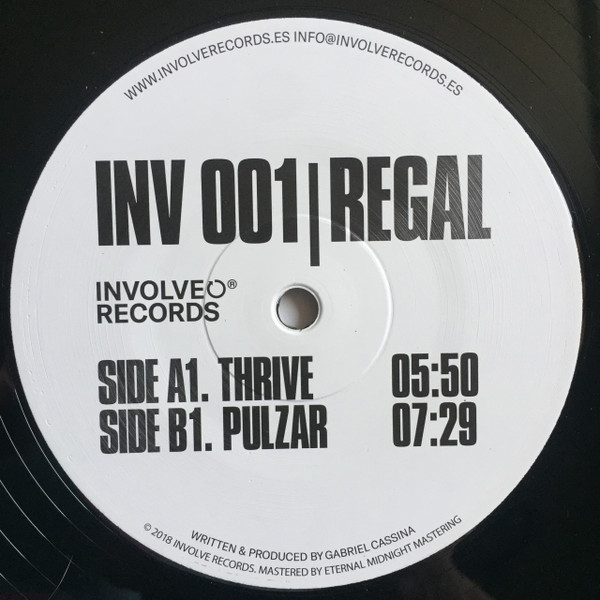 WWW.INVOLVERECORDS.ES INFO@INVOLVERECORDS.ES
INV 001 | REGAL
INVOLVE®
RECORDS
SIDE A1. THRIVE 05:50
SIDE B1. PULZAR 07:29
WRITTEN & PRODUCED BY GABRIEL CASSINA
© 2018 INVOLVE RECORDS. MASTERED BY ETERNAL MIDNIGHT MASTERING